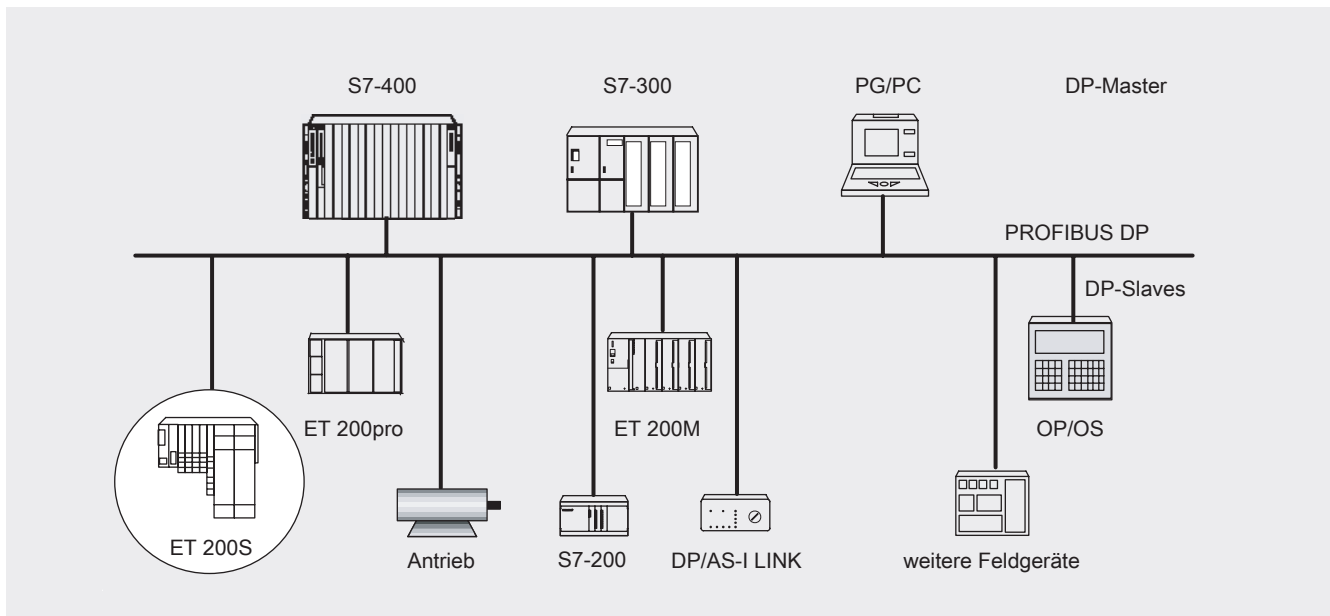 S7-400
S7-300
PG/PC
DP-Master
PROFIBUS DP
DP-Slaves
ET 200pro
ET 200M
OP/OS
ET 200S
Antrieb
S7-200
DP/AS-I LINK
weitere Feldgeräte